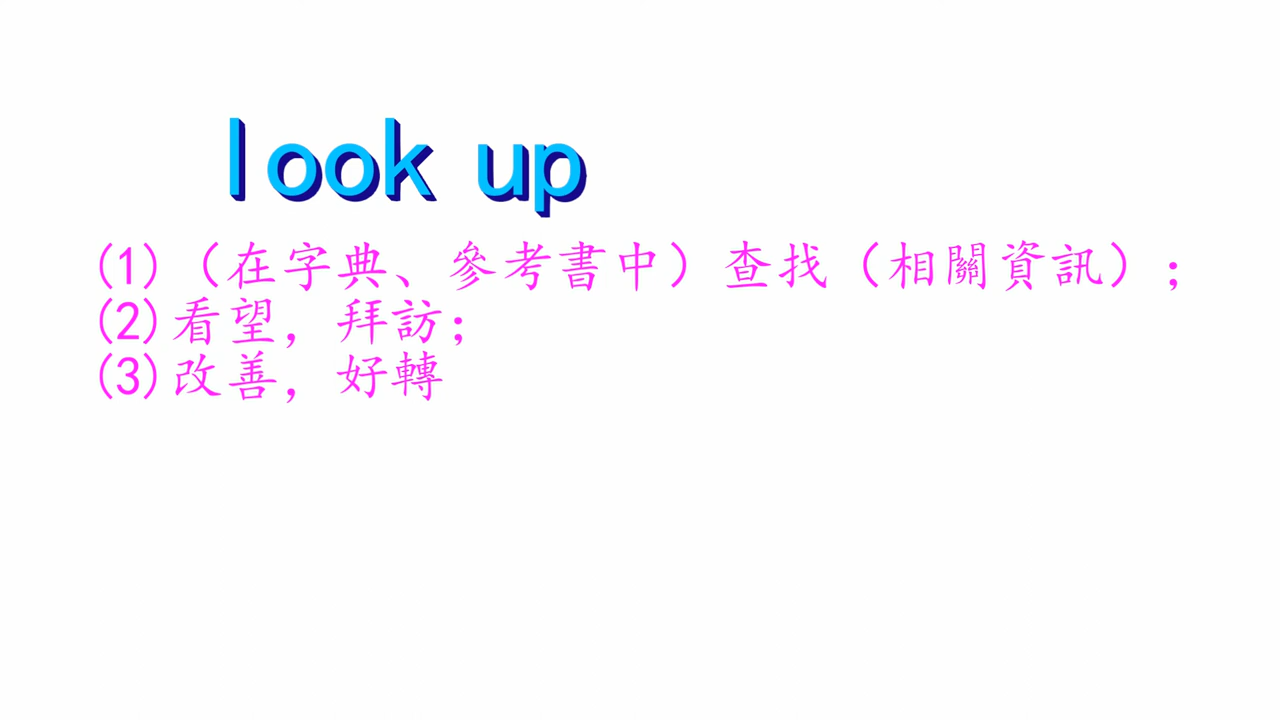 look up
(1)（在字典、參考書中）查找（相關資訊）;
(2)看望, 拜訪;
(3)改善, 好轉